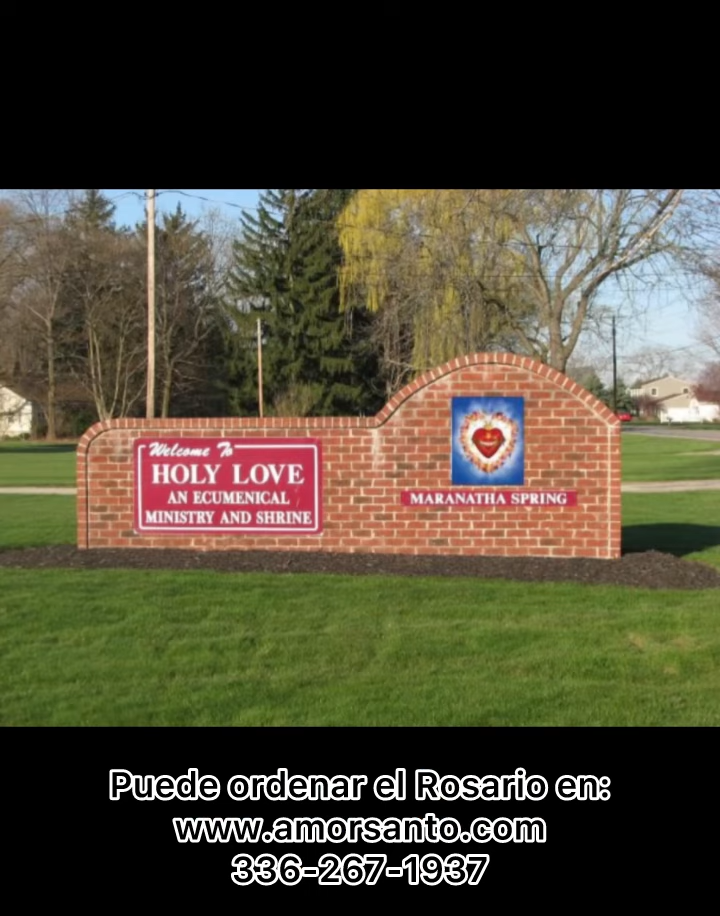 Welcome To
HOLY LOVE
AN ECUMENICAL
MINISTRY AND SHRINE
MARANATHA SPRING
Puede ordenar el Rosario en:
www.amorsanto.com
336-267-1937